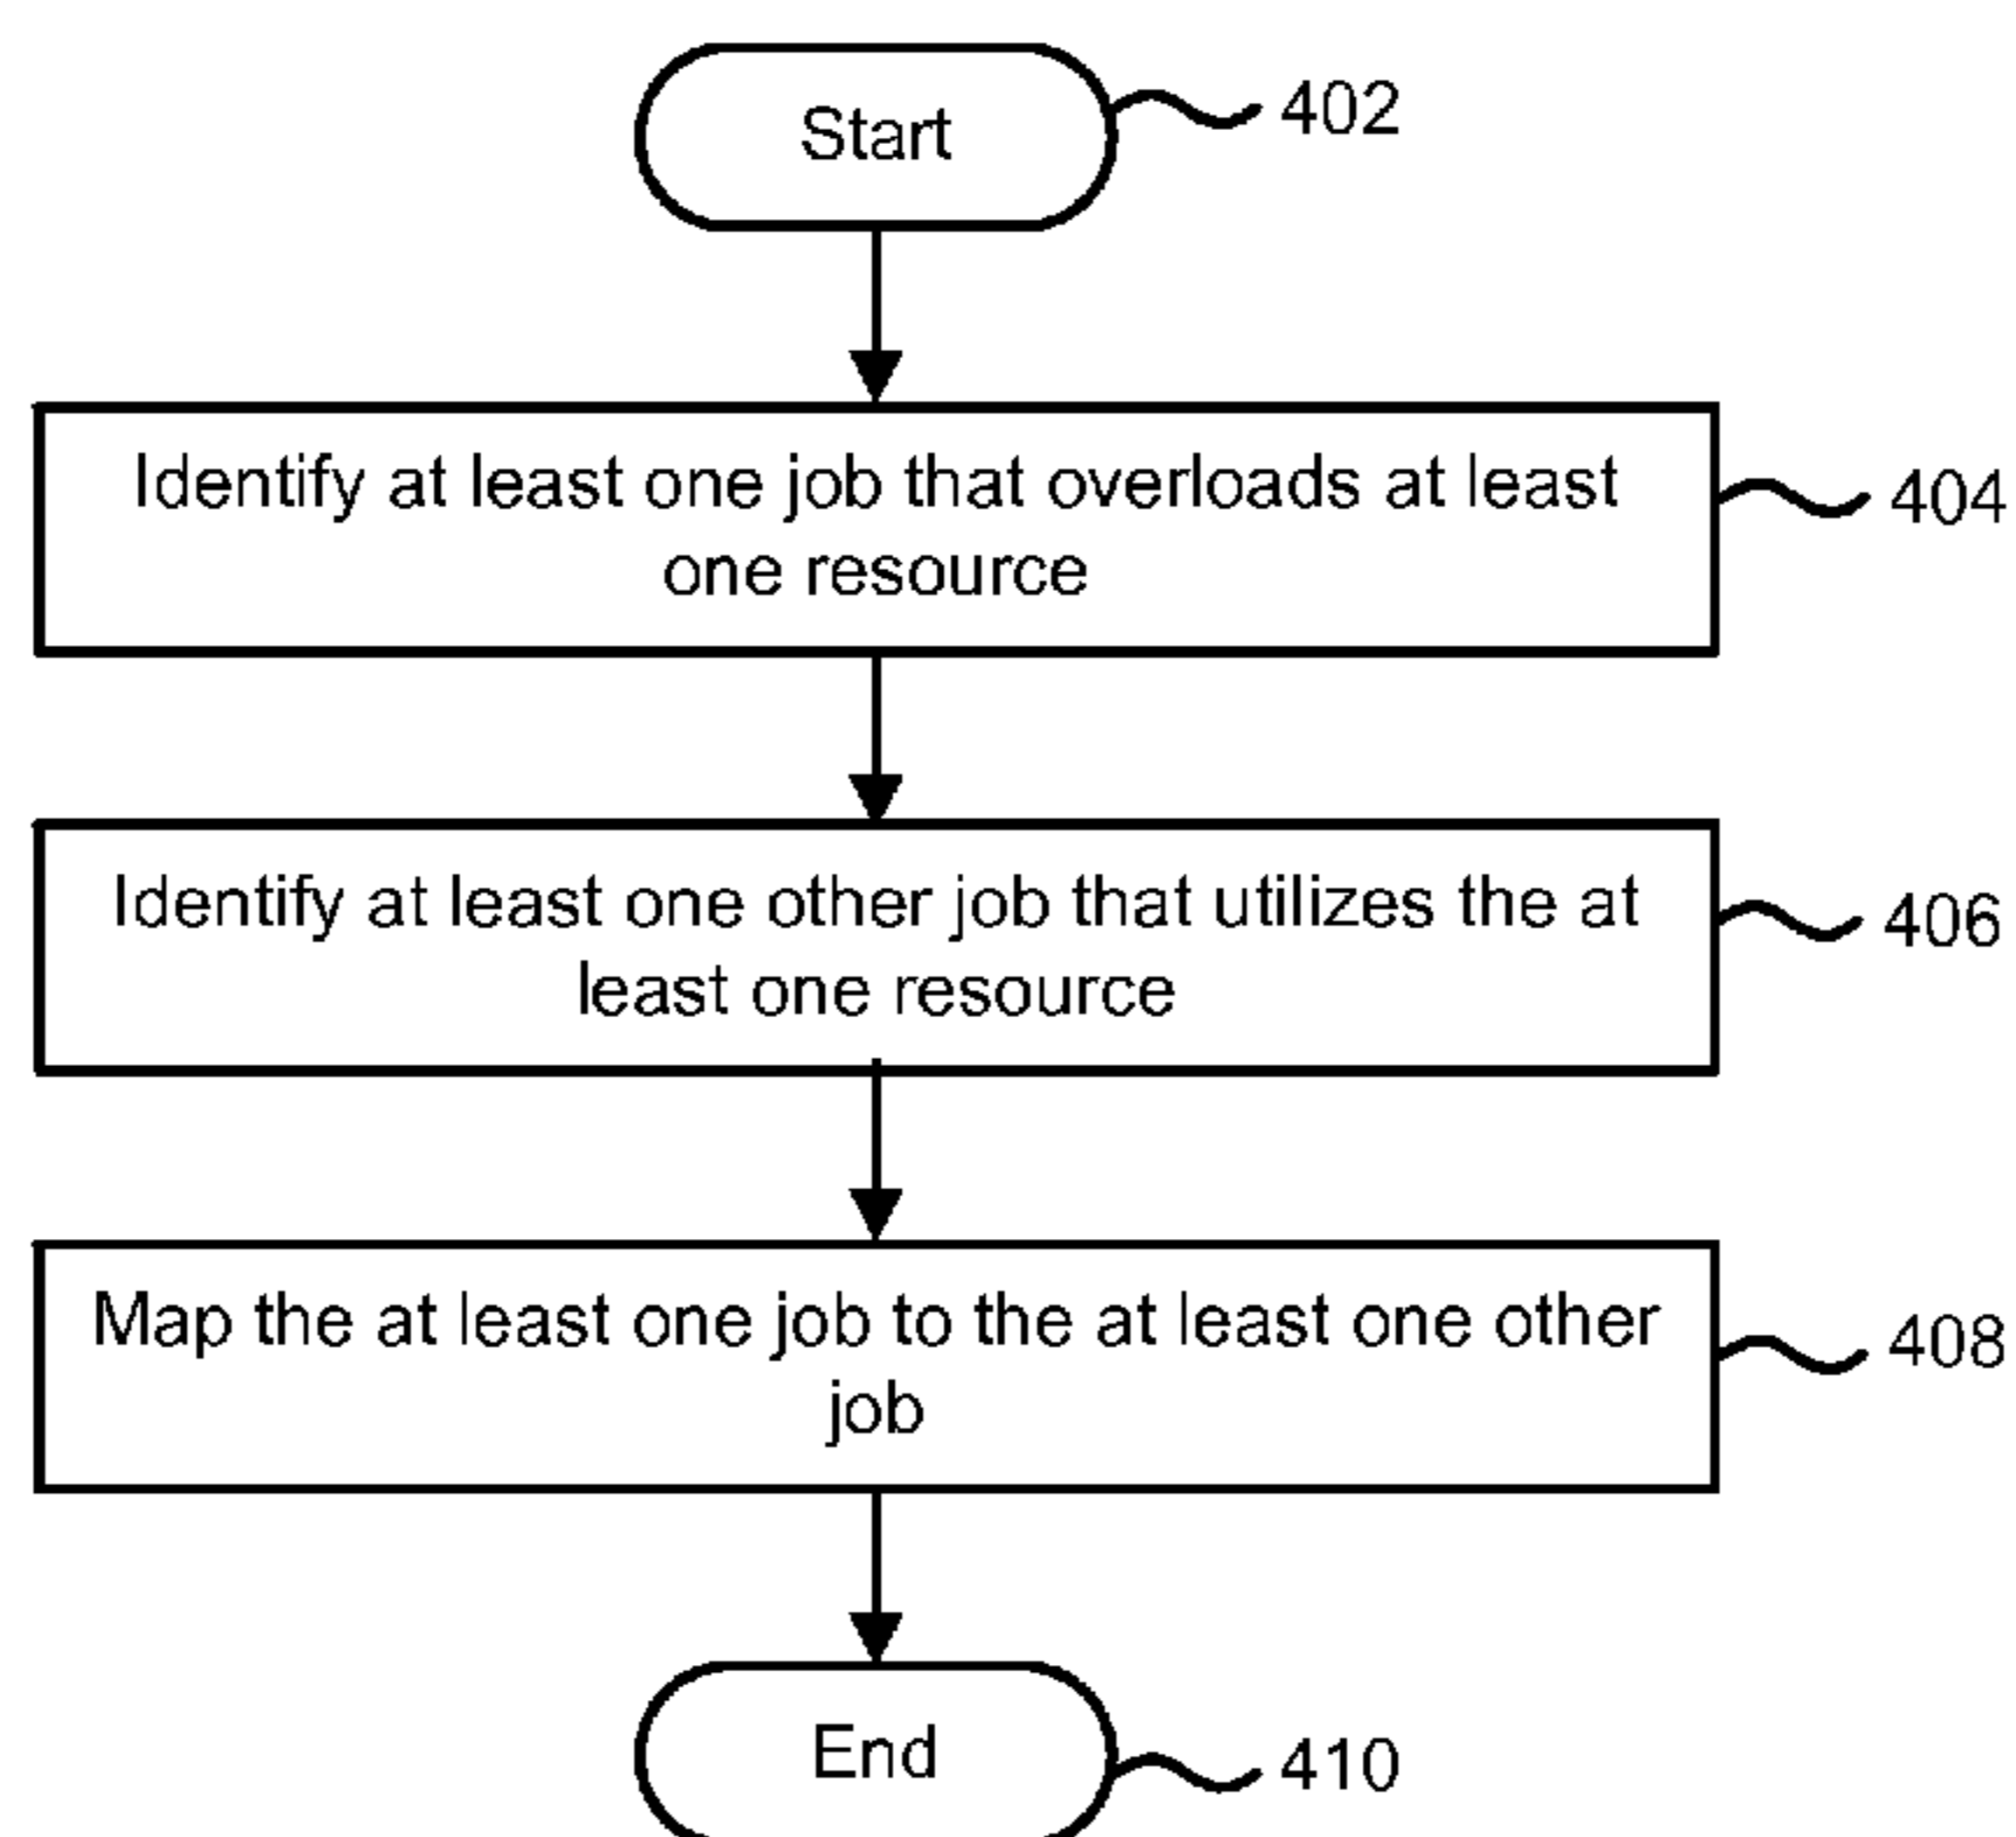 Start
402
Identify at least one job that overloads at least
one resource
404
Identify at least one other job that utilizes the at
least one resource
406
Map the at least one job to the at least one other
job
408
End
410